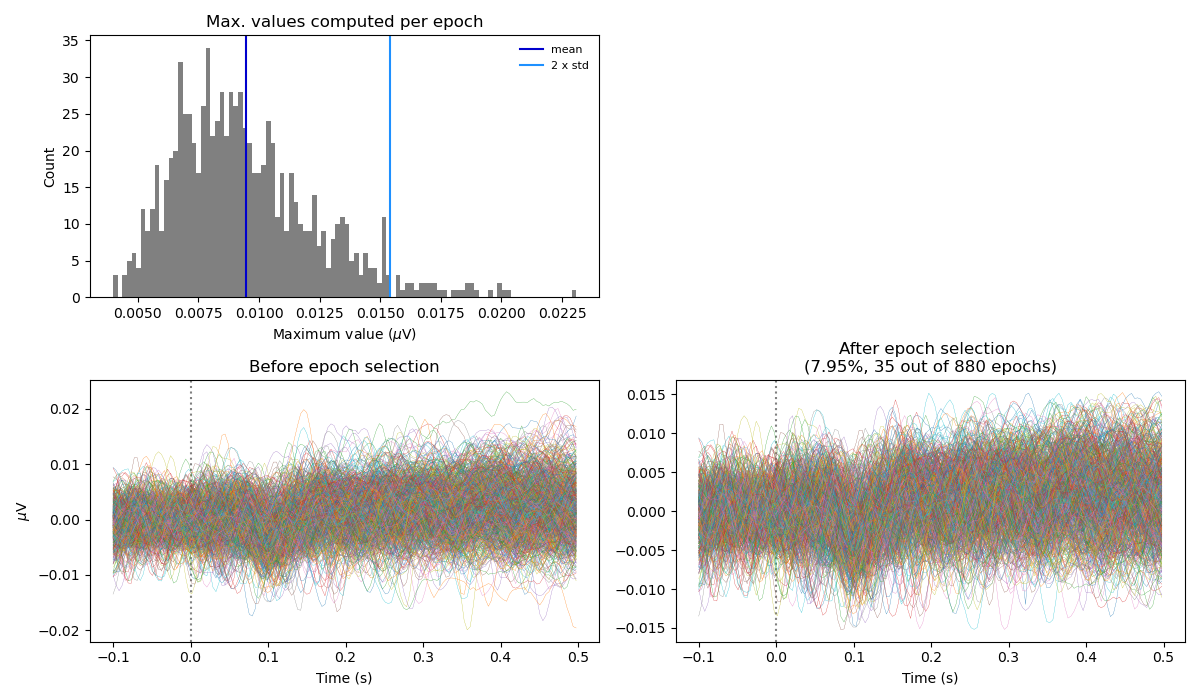 Max. values computed per epoch
35
30
25
20
15
10
5
0
Count
mean
2 x std
0.0050 0.0075 0.0100 0.0125 0.0150 0.0175 0.0200 0.0225
Maximum value (μV)
Before epoch selection
0.02
0.01
0.00
−0.01
−0.02
μV
−0.1 0.0 0.1 0.2 0.3 0.4 0.5
Time (s)
After epoch selection
(7.95%, 35 out of 880 epochs)
0.015
0.010
0.005
0.000
−0.005
−0.010
−0.015
−0.1 0.0 0.1 0.2 0.3 0.4 0.5
Time (s)